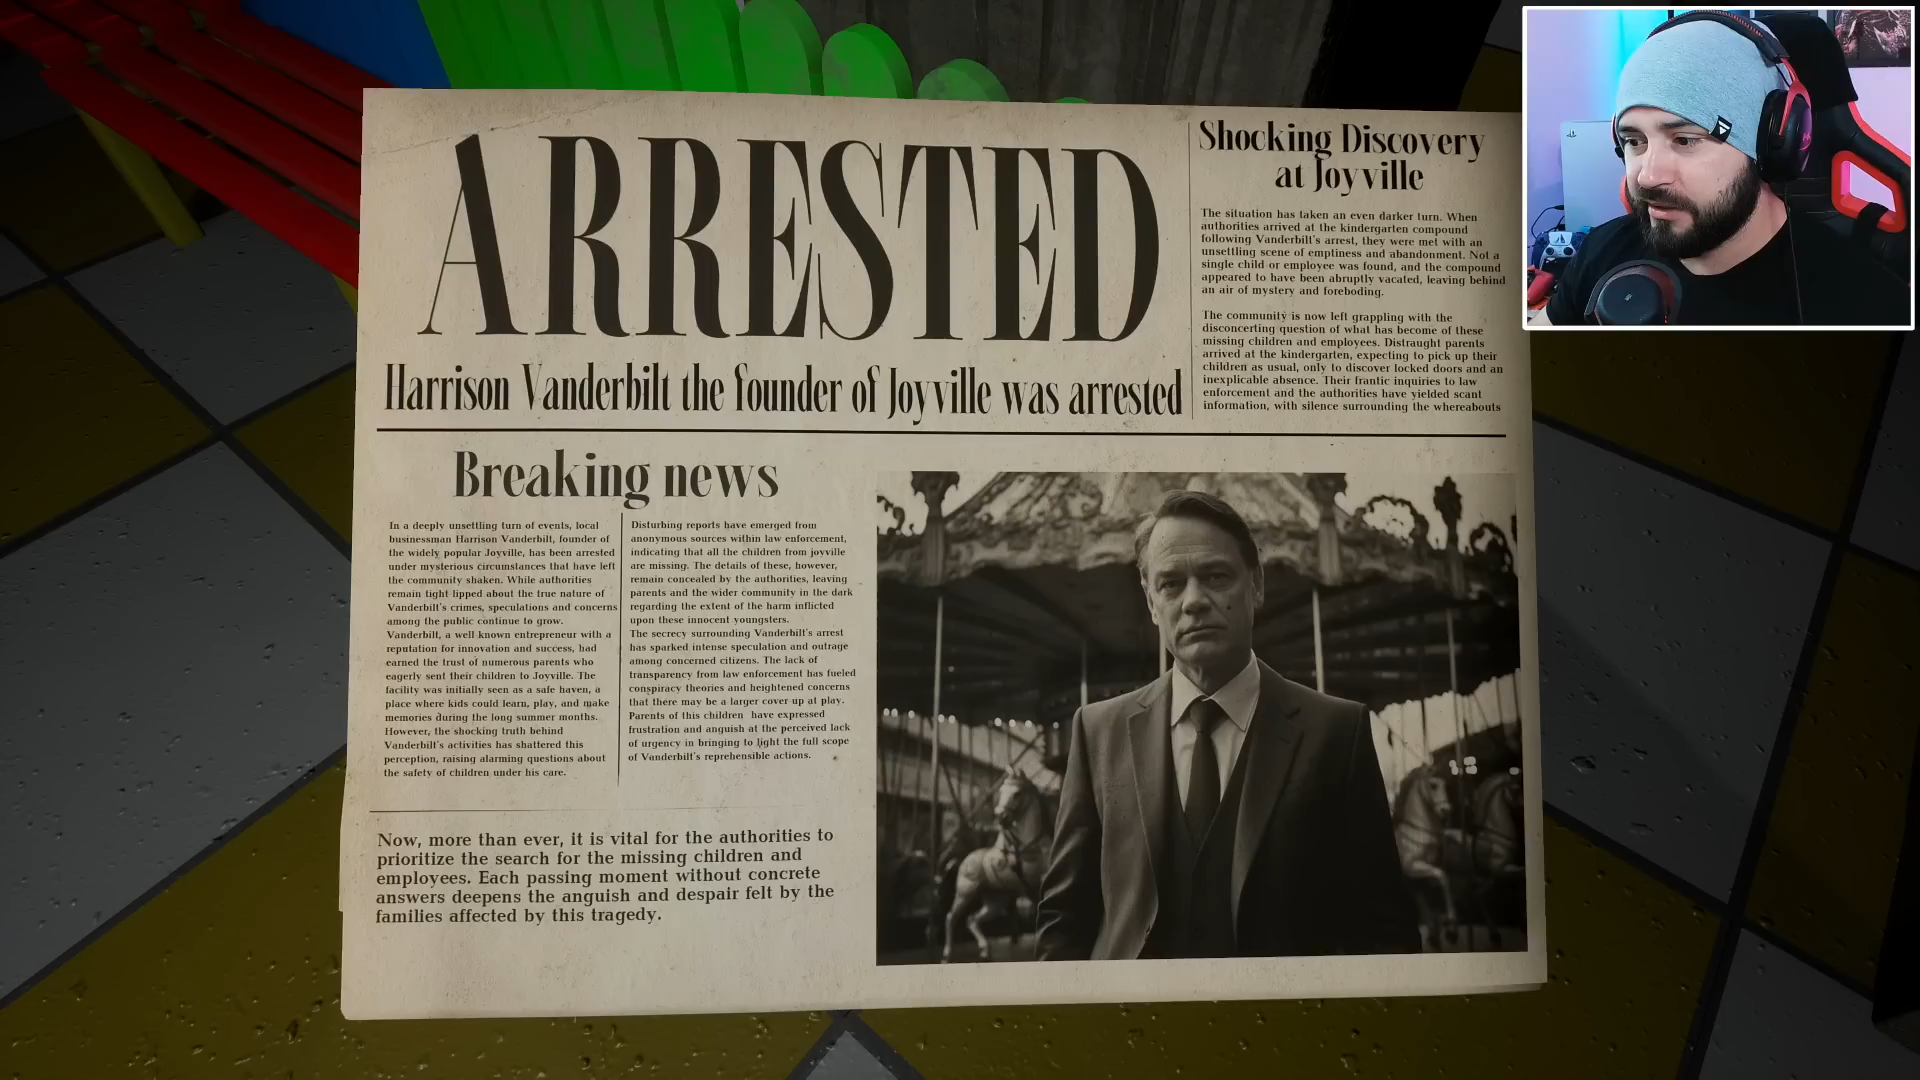 ARRESTED
Harrison Vanderbilt the founder of Joyville was arrested
Shocking Discovery
at Joyville
The situation has taken an even darker turn. When
authorities arrived at the kindergarten compound
following Vanderbilt's arrest, they were met with an
unsettling scene of emptiness and abandonment. Not a
single child or employee was found, and the compound
appeared to have been abruptly vacated, leaving behind
an air of mystery and foreboding.
The community is now left grappling with the
disconcerting question of what has become of these
missing children and employees. Distraught parents
arrived at the kindergarten, expecting to pick up their
children as usual, only to discover locked doors and an
inexplicable absence. Their frantic inquiries to law
enforcement and the authorities have yielded scant
information, with silence surrounding the whereabouts
Breaking news
In a deeply unsettling turn of events, local
businessman Harrison Vanderbilt, founder of
the widely popular Joyville, has been arrested
under mysterious circumstances that have left
the community shaken. While authorities
remain tight-lipped about the true nature of
Vanderbilt's crimes, speculations and concerns
among the public continue to grow.
Vanderbilt, a well known entrepreneur with a
reputation for innovation and success, had
earned the trust of numerous parents who
eagerly sent their children to Joyville. The
facility was initially seen as a safe haven, a
place where kids could learn, play, and make
memories during the long summer months.
However, the shocking truth behind
Vanderbilt's activities has shattered this
perception, raising alarming questions about
the safety of children under his care.
Disturbing reports have emerged from
anonymous sources within law enforcement,
indicating that all the children from joyville
are missing. The details of these, however,
remain concealed by the authorities, leaving
parents and the wider community in the dark
regarding the extent of the harm inflicted
upon these innocent youngsters.
The secrecy surrounding Vanderbilt's arrest
has sparked intense speculation and outrage
among concerned citizens. The lack of
transparency from law enforcement has fueled
conspiracy theories and heightened concerns
that there may be a larger cover-up at play.
Parents of this children have expressed
frustration and anguish at the perceived lack
of urgency in bringing to light the full scope
of Vanderbilt's reprehensible actions.
Now, more than ever, it is vital for the authorities to
prioritize the search for the missing children and
employees. Each passing moment without concrete
answers deepens the anguish and despair felt by the
families affected by this tragedy.